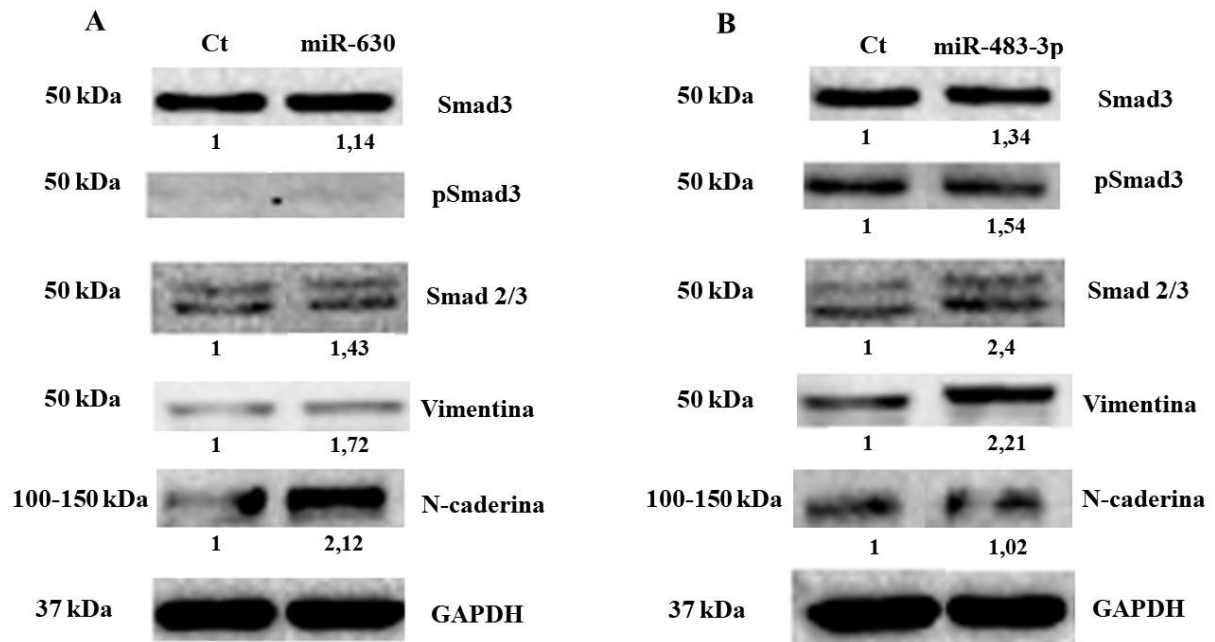 A
Ct miR-630
50 kDa Smad3
1 1,14
50 kDa pSmad3
50 kDa Smad 2/3
1 1,43
50 kDa Vimentina
1 1,72
100-150 kDa N-caderina
1 2,12
37 kDa GAPDH
B
Ct miR-483-3p
50 kDa Smad3
1 1,34
50 kDa pSmad3
1 1,54
50 kDa Smad 2/3
1 2,4
50 kDa Vimentina
1 2,21
100-150 kDa N-caderina
1 1,02
37 kDa GAPDH